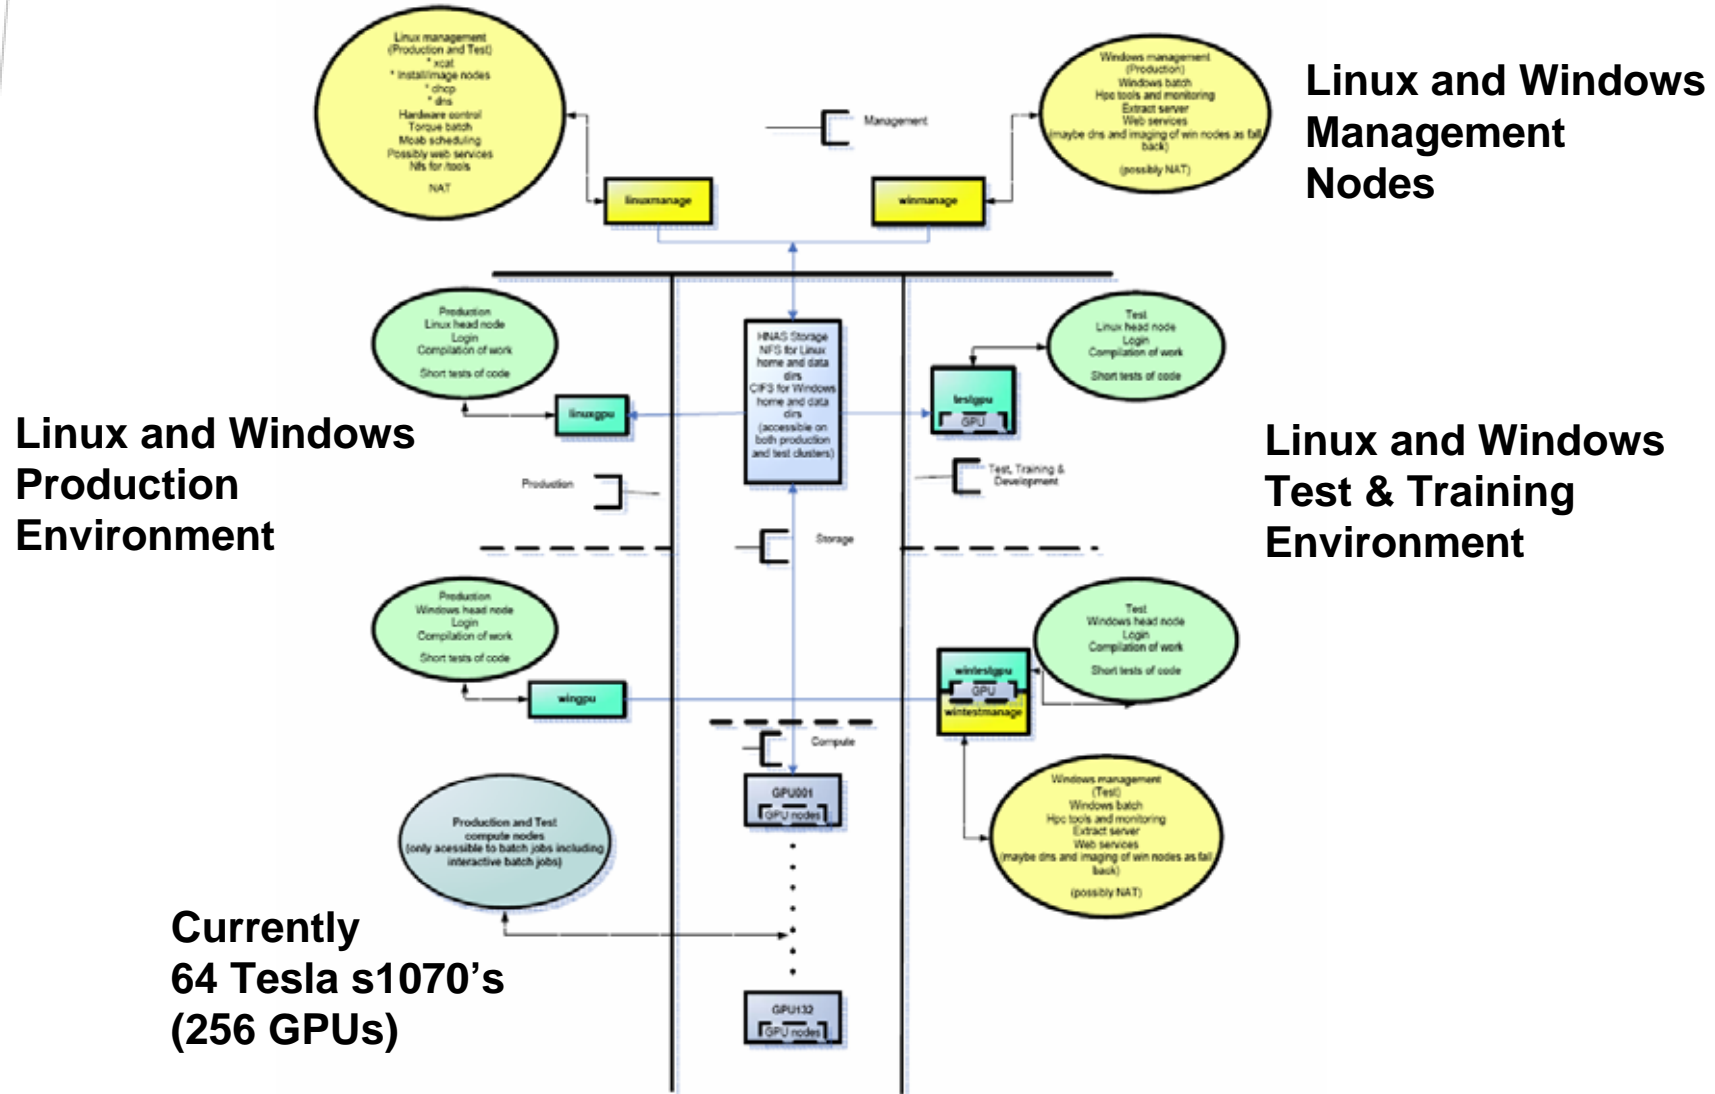 Linux management
(Production and Test)
* xcat
* Install/image nodes
* dhcp
* dns
Hardware control
Torque batch
Moab scheduling
Possibly web services
Nfs for /tools
NAT
Management
Windows management
(Production)
Windows batch
Hpc tools and monitoring
Extract server
Web services
(maybe dns and imaging of win nodes as fall
back)
(possibly NAT)
Linux and Windows
Management
Nodes
linuxmanage
winmanage
Production
Linux head node
Login
Compilation of work
Short tests of code
linuxgpu
HNAS Storage
NFS for Linux
home and data
dirs
CIFS for Windows
home and data
dirs
(accessible on
both production
and test clusters)
Test
Linux head node
Login
Compilation of work
Short tests of code
testgpu
GPU
Linux and Windows
Production
Environment
Production
Test, Training &
Development
Linux and Windows
Test & Training
Environment
Storage
Production
Windows head node
Login
Compilation of work
Short tests of code
wingpu
Test
Windows head node
Login
Compilation of work
Short tests of code
wintestgpu
GPU
wintestmanage
Compute
GPU001
GPU nodes
Production and Test
compute nodes
(only acessible to batch jobs including
interactive batch jobs)
Windows management
(Test)
Windows batch
Hpc tools and monitoring
Extract server
Web services
(maybe dns and imaging of win nodes as fall
back)
(possibly NAT)
Currently
64 Tesla s1070's
(256 GPUs)
GPU132
GPU nodes